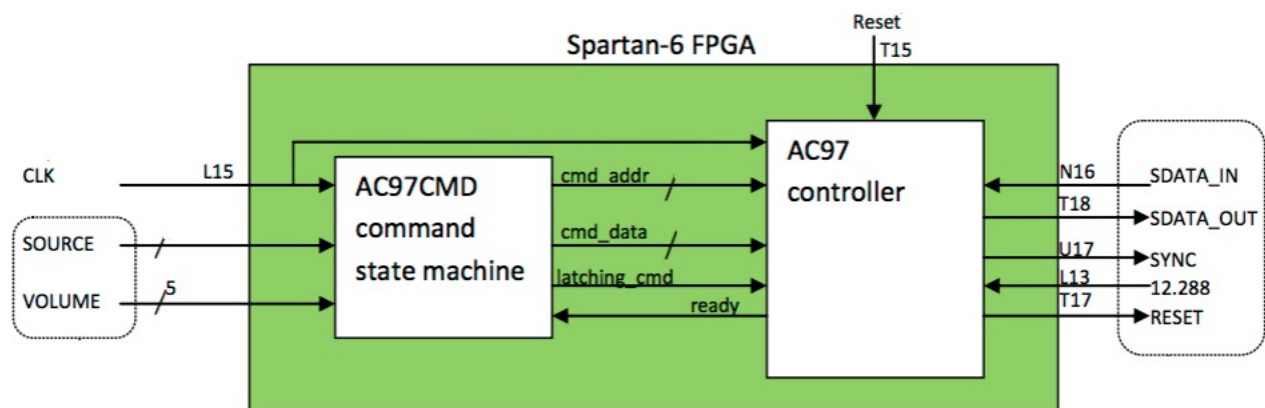 Reset
T15
Spartan-6 FPGA
CLK
L15
SOURCE
VOLUME
5
AC97CMD
command
state machine
cmd_addr
cmd_data
latching_cmd
ready
AC97
controller
N16
SDATA_IN
T18
SDATA_OUT
U17
SYNC
L13
12.288
T17
RESET